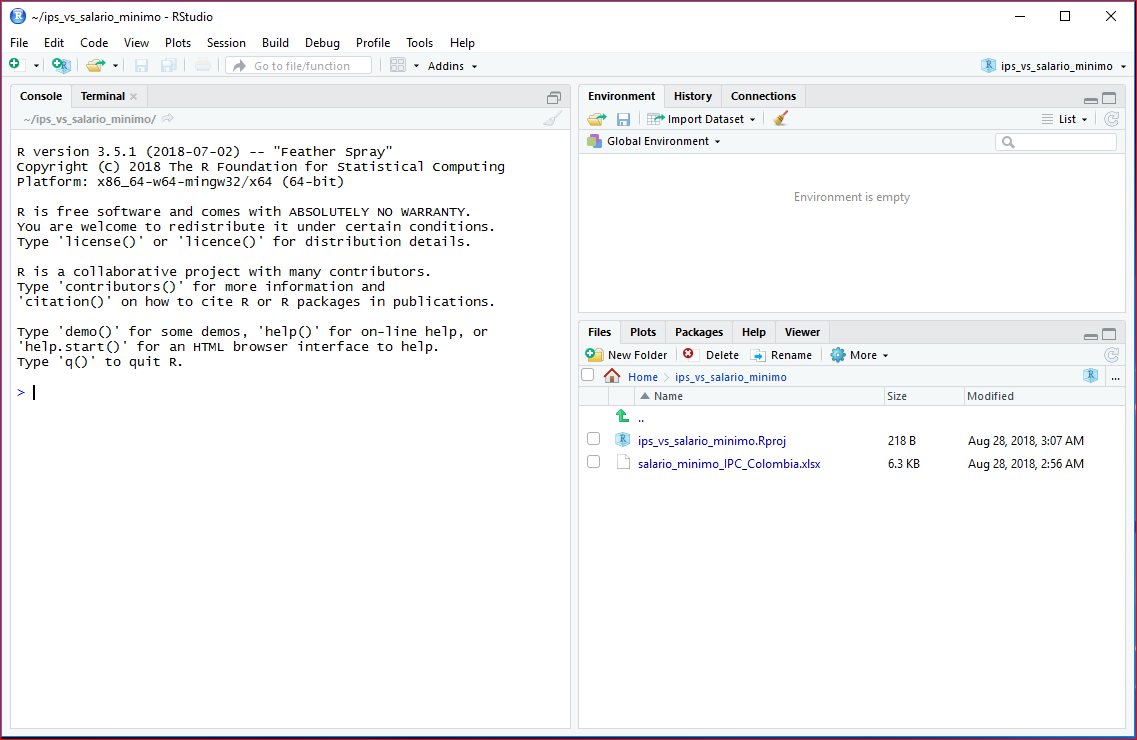 ~/ips_vs_salario_minimo - RStudio
File Edit Code View Plots Session Build Debug Profile Tools Help
Go to file/function Addins ips_vs_salario_minimo
Console Terminal
~/ips_vs_salario_minimo/
R version 3.5.1 (2018-07-02) -- "Feather Spray"
Copyright (C) 2018 The R Foundation for Statistical Computing
Platform: x86_64-w64-mingw32/x64 (64-bit)
R is free software and comes with ABSOLUTELY NO WARRANTY.
You are welcome to redistribute it under certain conditions.
Type 'license()' or 'licence()' for distribution details.
R is a collaborative project with many contributors.
Type 'contributors()' for more information and
'citation()' on how to cite R or R packages in publications.
Type 'demo()' for some demos, 'help()' for on-line help, or
'help.start()' for an HTML browser interface to help.
Type 'q()' to quit R.
>
Environment History Connections
Import Dataset List
Global Environment
Environment is empty
Files Plots Packages Help Viewer
New Folder Delete Rename More
Home ips_vs_salario_minimo ...
Name Size Modified
..
ips_vs_salario_minimo.Rproj 218 B Aug 28, 2018, 3:07 AM
salario_minimo_IPC_Colombia.xlsx 6.3 KB Aug 28, 2018, 2:56 AM